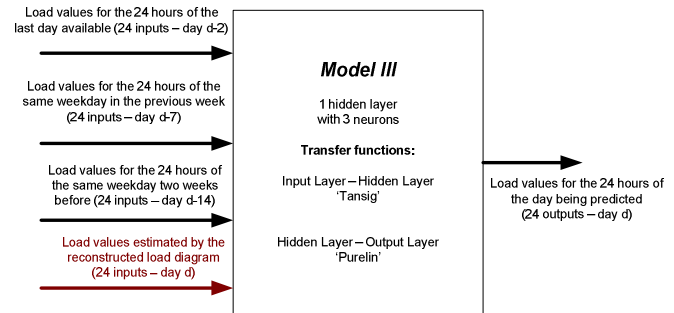 Load values for the 24 hours of the
last day available (24 inputs – day d-2)
Load values for the 24 hours of the
same weekday in the previous week
(24 inputs – day d-7)
Load values for the 24 hours of
the same weekday two weeks
before (24 inputs – day d-14)
Load values estimated by the
reconstructed load diagram
(24 inputs – day d)
Model III
1 hidden layer
with 3 neurons
Transfer functions:
Input Layer – Hidden Layer
‘Tansig’
Hidden Layer – Output Layer
‘Purelin’
Load values for the 24 hours of
the day being predicted
(24 outputs – day d)